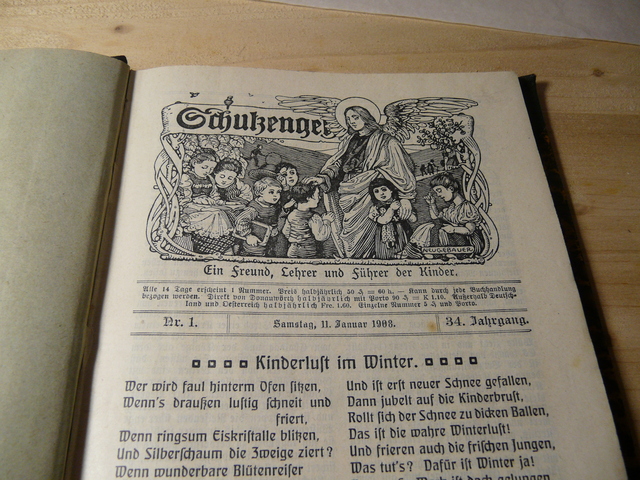 Schutzengel
NEUGEBAUER
Ein Freund, Lehrer und Führer der Kinder.
Alle 14 Tage erscheint 1 Nummer. Preis halbjährlich 50 ₰ = 60 h. — Kann durch jede Buchhandlung
bezogen werden. Direkt von Donauwörth halbjährlich mit Porto 90 ₰ = K 1.10. Außerhalb Deutsch-
land und Oesterreich halbjährlich Frc. 1.60. Einzelne Nummer 5 ₰ und Porto.
Nr. 1.
Samstag, 11. Januar 1908.
34. Jahrgang.
Kinderlust im Winter.
Wer wird faul hinterm Ofen sitzen,
Wenn's draußen lustig schneit und
friert,
Wenn ringsum Eiskristalle blitzen,
Und Silberschaum die Zweige ziert?
Wenn wunderbare Blütenreiser
Und ist erst neuer Schnee gefallen,
Dann jubelt auf die Kinderbrust,
Rollt sich der Schnee zu dicken Ballen,
Das ist die wahre Winterlust!
Und frieren auch die frischen Jungen,
Was tut's? Dafür ist Winter ja!